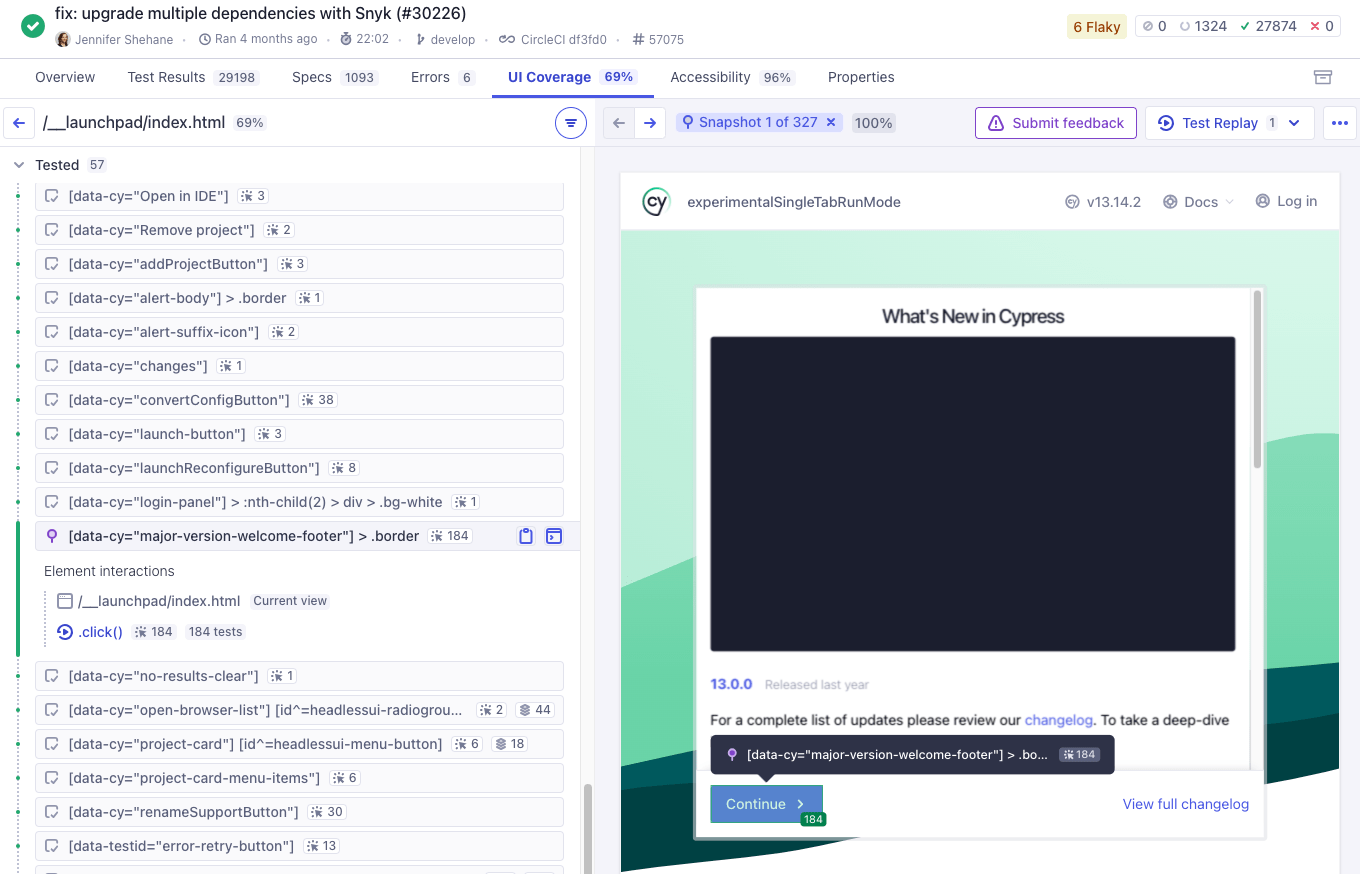 fix: upgrade multiple dependencies with Snyk (#30226)
Jennifer Shehane · Ran 4 months ago · 22:02 · develop · CircleCI df3fd0 · # 57075
6 Flaky 0 1324 27874 0
Overview Test Results 29198 Specs 1093 Errors 6 UI Coverage 69% Accessibility 96% Properties
/__launchpad/index.html 69%
Snapshot 1 of 327 100% Submit feedback Test Replay 1
Tested 57
[data-cy="Open in IDE"] 3
[data-cy="Remove project"] 2
[data-cy="addProjectButton"] 3
[data-cy="alert-body"] > .border 1
[data-cy="alert-suffix-icon"] 2
[data-cy="changes"] 1
[data-cy="convertConfigButton"] 38
[data-cy="launch-button"] 3
[data-cy="launchReconfigureButton"] 8
[data-cy="login-panel"] > :nth-child(2) > div > .bg-white 1
[data-cy="major-version-welcome-footer"] > .border 184
Element interactions
/__launchpad/index.html Current view
.click() 184 184 tests
[data-cy="no-results-clear"] 1
[data-cy="open-browser-list"] [id^=headlessui-radiogrou... 2 44
[data-cy="project-card"] [id^=headlessui-menu-button] 6 18
[data-cy="project-card-menu-items"] 6
[data-cy="renameSupportButton"] 30
[data-testid="error-retry-button"] 13
cy experimentalSingleTabRunMode v13.14.2 Docs Log in
What's New in Cypress
13.0.0 Released last year
For a complete list of updates please review our changelog. To take a deep-dive
[data-cy="major-version-welcome-footer"] > .bo... 184
Continue
184
View full changelog